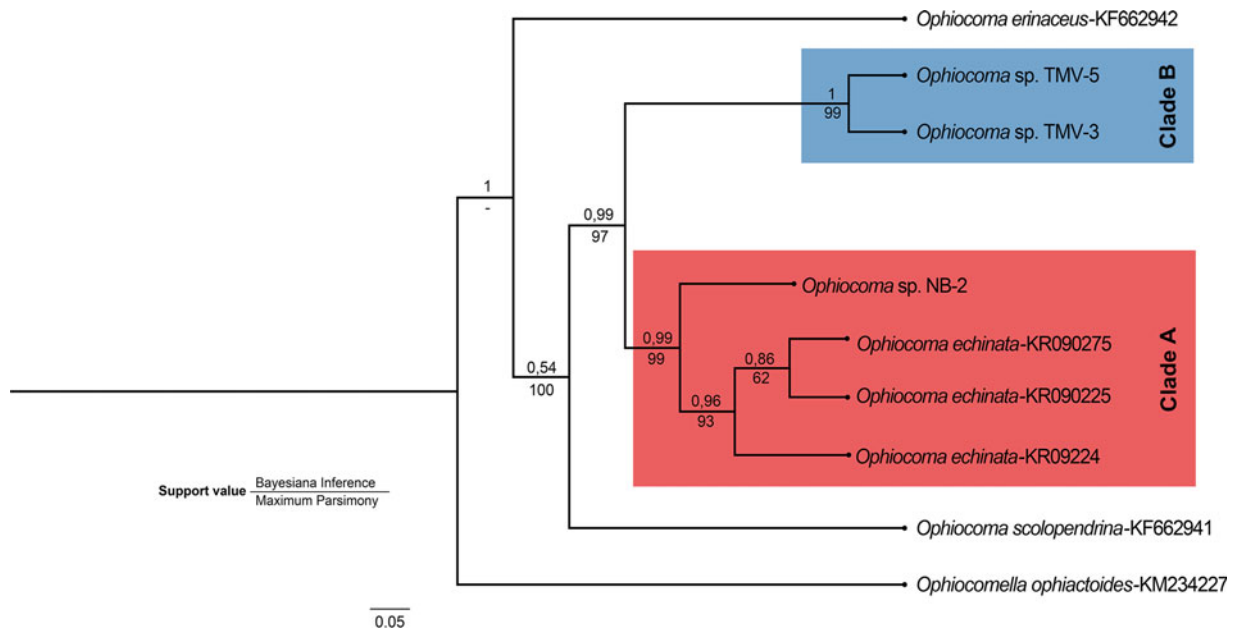 Ophiocoma erinaceus-KF662942
Ophiocoma sp. TMV-5
1
99
Ophiocoma sp. TMV-3
Clade B
1
-
0,99
97
Ophiocoma sp. NB-2
0,99
99
Ophiocoma echinata-KR090275
0,86
62
Ophiocoma echinata-KR090225
0,96
93
Ophiocoma echinata-KR09224
Clade A
0,54
100
Support value Bayesiana Inference
Maximum Parsimony
Ophiocoma scolopendrina-KF662941
Ophiocomella ophiactoides-KM234227
0.05